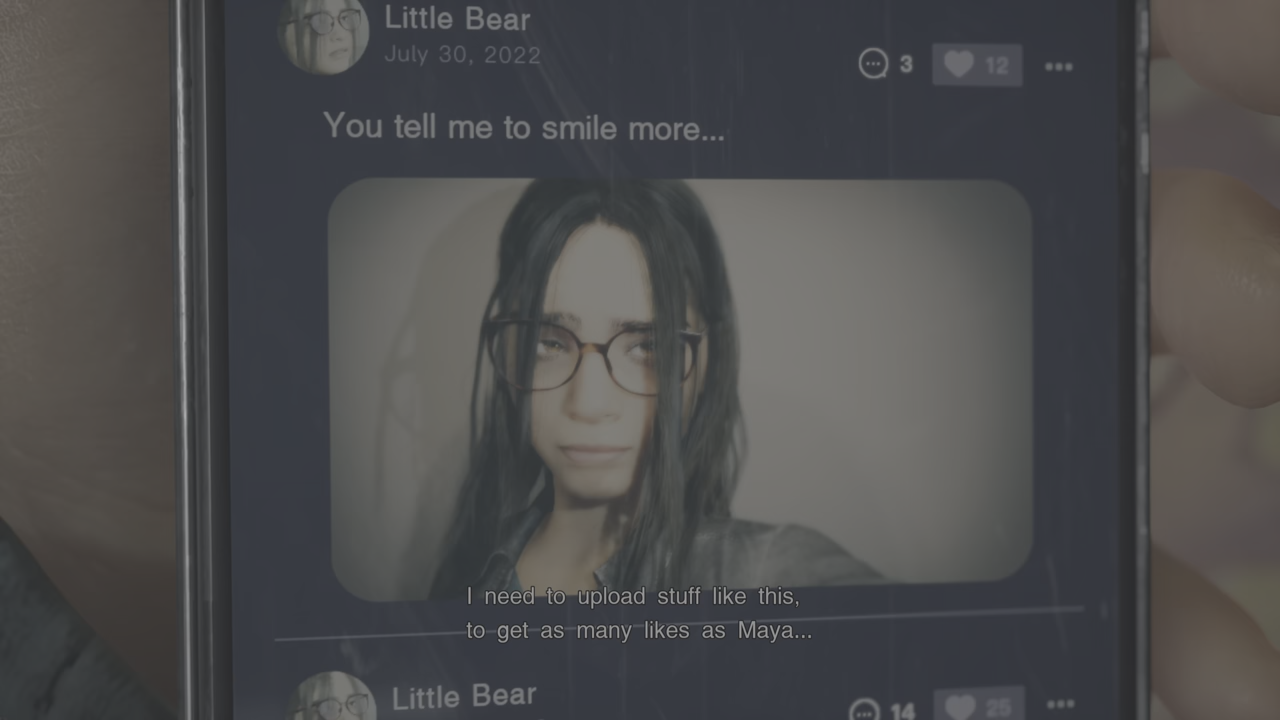 Little Bear
July 30, 2022
3
12
You tell me to smile more...
I need to upload stuff like this,
to get as many likes as Maya...
Little Bear
14
25